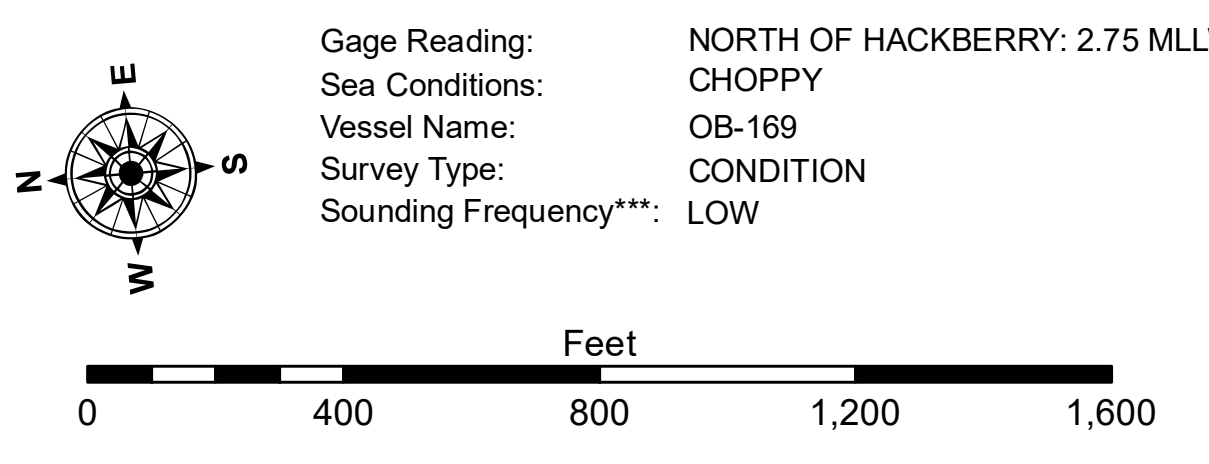 E
N
S
W
Gage Reading: NORTH OF HACKBERRY: 2.75
Sea Conditions: CHOPPY
Vessel Name: OB-169
Survey Type: CONDITION
Sounding Frequency***: LOW
Feet
0 400 800 1,200 1,600